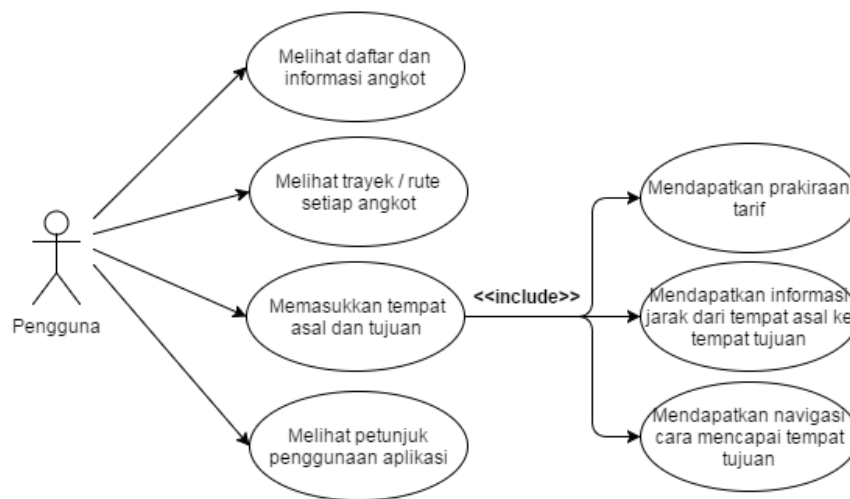 Melihat daftar dan
informasi angkot
Melihat trayek / rute
setiap angkot
Mendapatkan prakiraan
tarif
Pengguna
Memasukkan tempat
asal dan tujuan
<<include>>
Mendapatkan informasi
jarak dari tempat asal ke
tempat tujuan
Melihat petunjuk
penggunaan aplikasi
Mendapatkan navigasi
cara mencapai tempat
tujuan